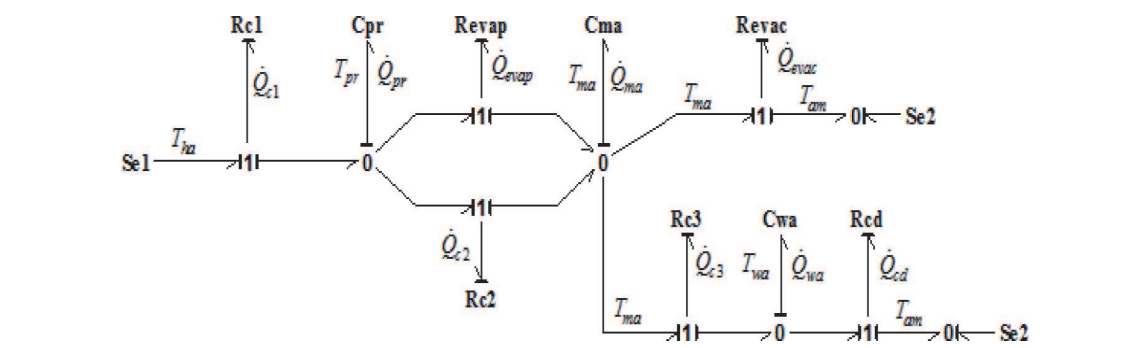 Rc1 Cpr Revap Cma Revac
Q̇c1 Tpr Q̇pr Q̇evap Tma Q̇ma Q̇evac
Tma Tam
1 1 0 Se2
Tha
Se1 1 0 0
1
Q̇c2 Rc3 Cwa Rcd
Q̇c3 Twa Q̇wa Q̇cd
Rc2
Tma Tam
1 0 1 0 Se2